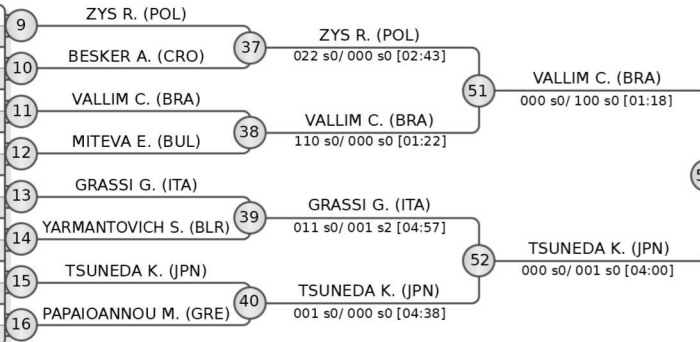 9
ZYS R. (POL)
10
BESKER A. (CRO)
37
ZYS R. (POL)
022 s0/ 000 s0 [02:43]
11
VALLIM C. (BRA)
12
MITEVA E. (BUL)
38
VALLIM C. (BRA)
110 s0/ 000 s0 [01:22]
51
VALLIM C. (BRA)
000 s0/ 100 s0 [01:18]
13
GRASSI G. (ITA)
14
YARMANTOVICH S. (BLR)
39
GRASSI G. (ITA)
011 s0/ 001 s2 [04:57]
15
TSUNEDA K. (JPN)
16
PAPAIOANNOU M. (GRE)
40
TSUNEDA K. (JPN)
001 s0/ 000 s0 [04:38]
52
TSUNEDA K. (JPN)
000 s0/ 001 s0 [04:00]